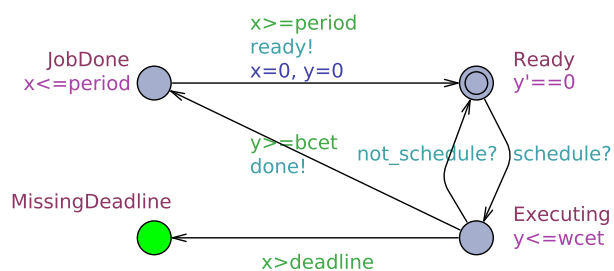 x>=period
ready!
x=0, y=0
JobDone
x<=period
Ready
y'==0
y>=bcet
done!
not_schedule?
schedule?
MissingDeadline
Executing
y<=wcet
x>deadline